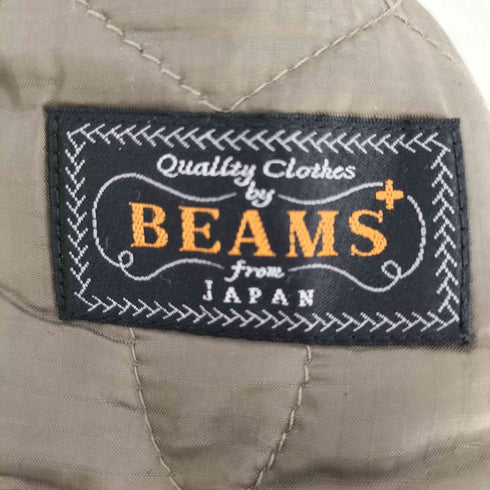 Quality Clothes
by
BEAMS+
from
JAPAN